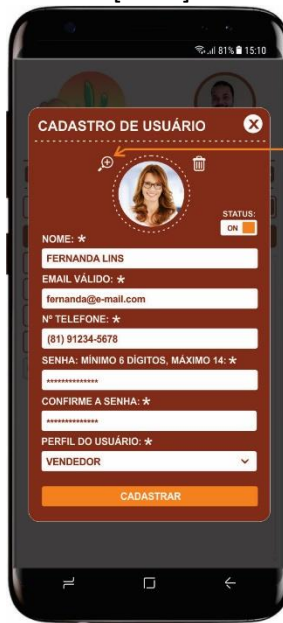 81% 15:10
CADASTRO DE USUÁRIO
STATUS:
ON
NOME: *
FERNANDA LINS
EMAIL VÁLIDO: *
fernanda@e-mail.com
Nº TELEFONE: *
(81) 91234-5678
SENHA: MÍNIMO 6 DÍGITOS, MÁXIMO 14: *
**************
CONFIRME A SENHA: *
**************
PERFIL DO USUÁRIO: *
VENDEDOR
CADASTRAR